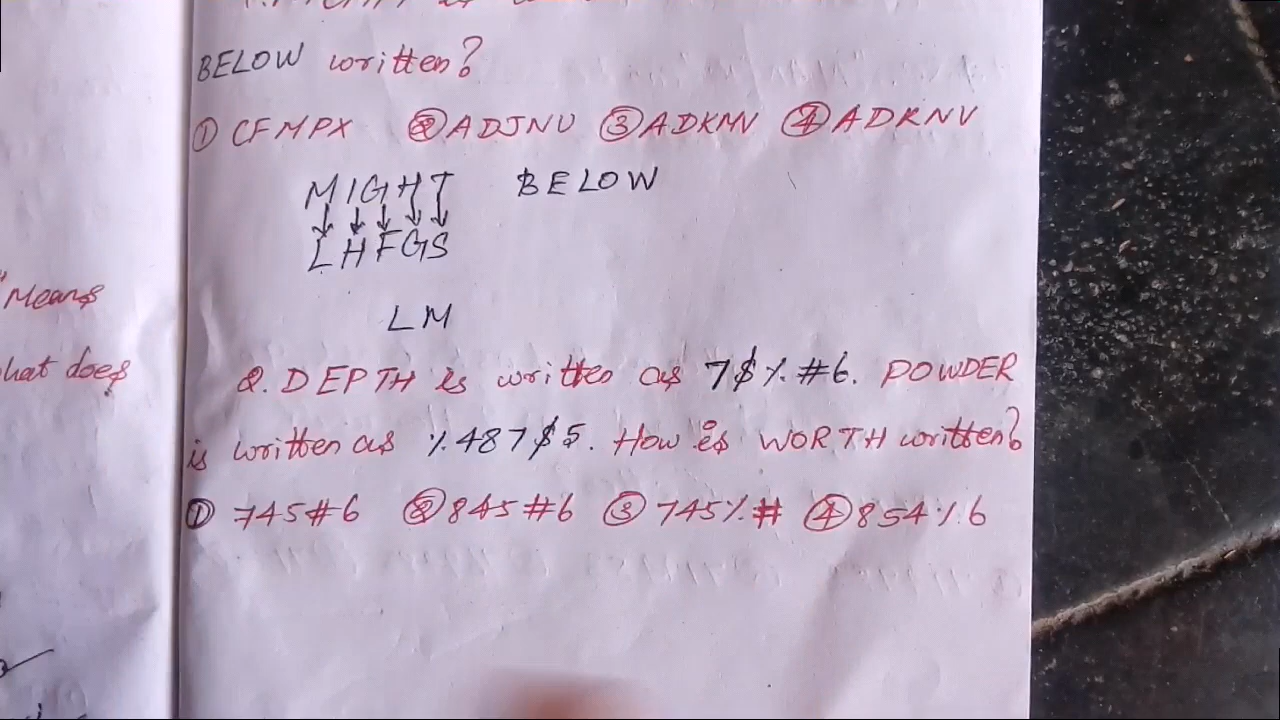 BELOW written?
① CFMPX ② ADJNU ③ ADKMV ④ ADKNV
MIGHT BELOW
LHFGS
LM
"Means
hat does
Q. DEPTH is written as 7$%#6. POWDER
is written as %487$5. How is WORTH written?
① 745#6 ② 845#6 ③ 745%# ④ 854%6